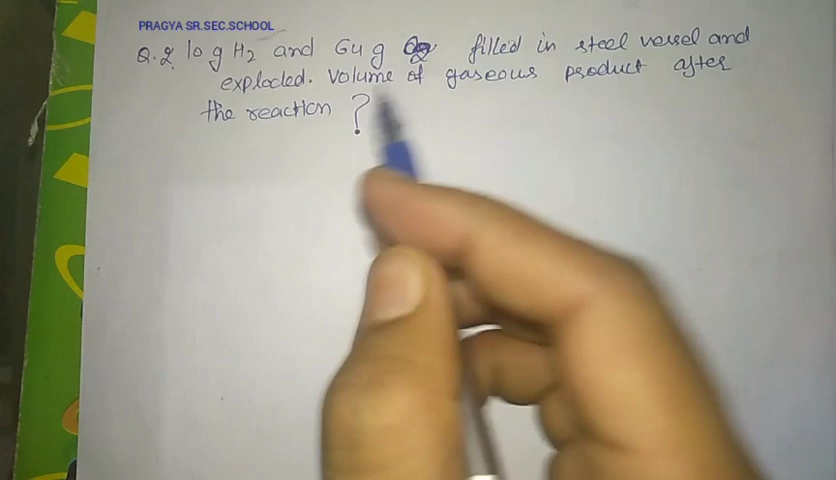 PRAGYA SR.SEC.SCHOOL
Q.2 10 g H2 and 64 g O2 filled in steel vessel and
exploded. Volume of gaseous product after
the reaction ?